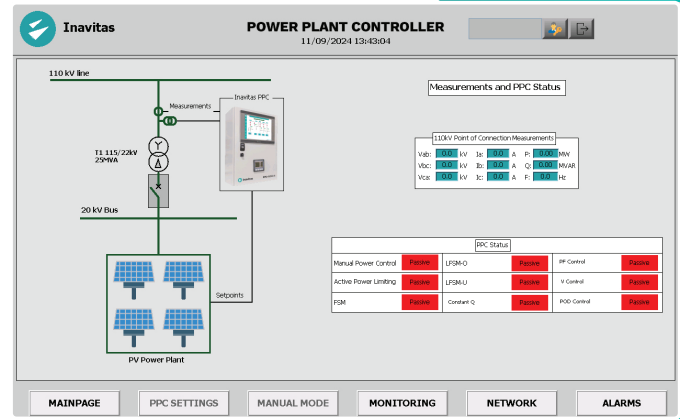 Inavitas
POWER PLANT CONTROLLER
11/09/2024 13:43:04
110 kV line
Measurements
Inavitas PPC
T1 115/22kV
25MVA
20 kV Bus
Setpoints
PV Power Plant
Measurements and PPC Status
110kV Point of Connection Measurements
Vab: 0.0 kV Ia: 0.0 A P: 0.00 MW
Vbc: 0.0 kV Ib: 0.0 A Q: 0.00 MVAR
Vca: 0.0 kV Ic: 0.0 A F: 0.00 Hz
PPC Status
Manual Power Control Passive LFSM-O Passive PF Control Passive
Active Power Limiting Passive LFSM-U Passive V Control Passive
FSM Passive Constant Q Passive POD Control Passive
MAINPAGE PPC SETTINGS MANUAL MODE MONITORING NETWORK ALARMS